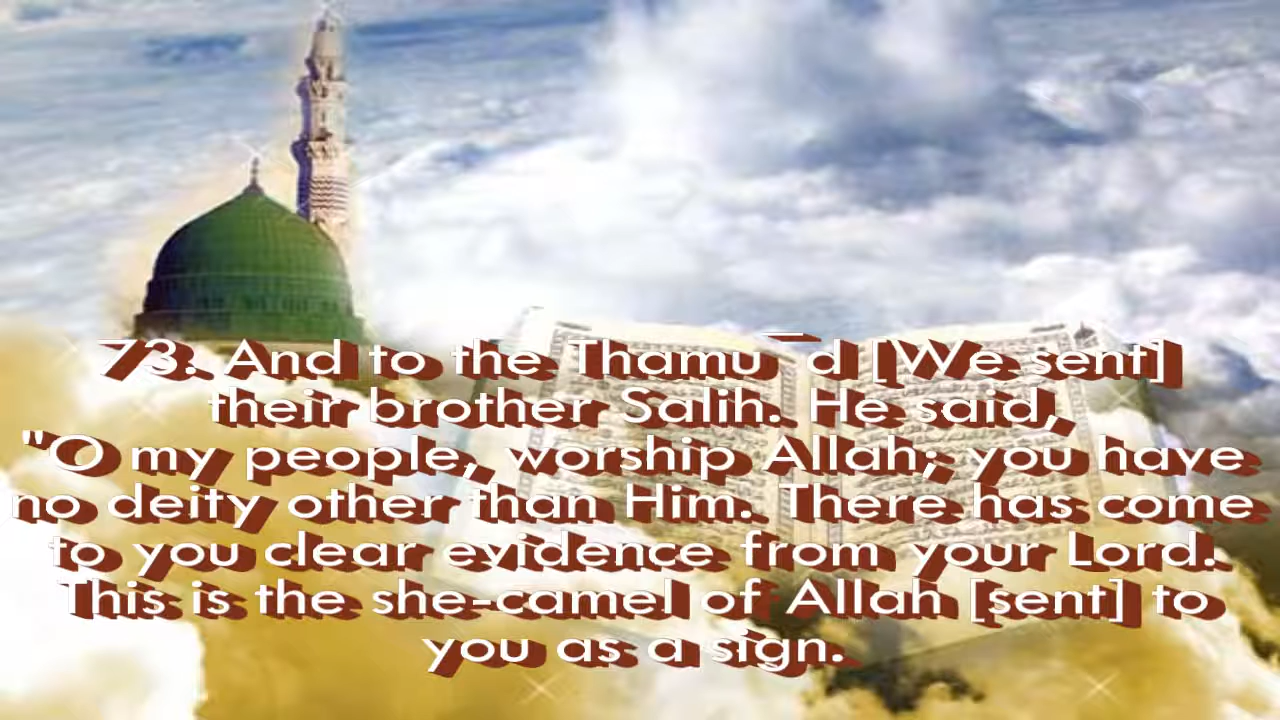 73. And to the Thamu¯d [We sent]
their brother Salih. He said,
"O my people, worship Allah; you have
no deity other than Him. There has come
to you clear evidence from your Lord.
This is the she-camel of Allah [sent] to
you as a sign.